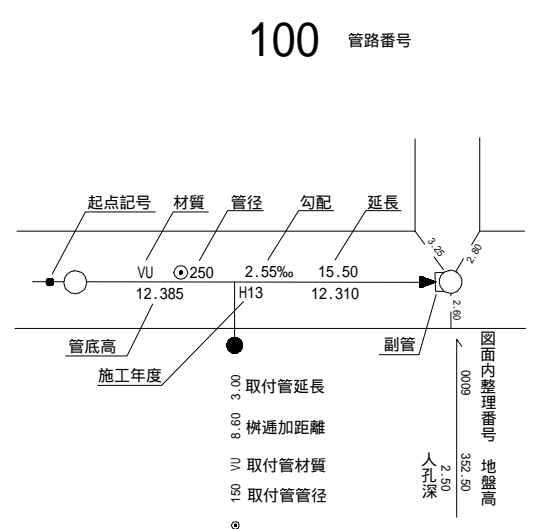 100 管路番号
起点記号 材質 管径 勾配 延長
3.25
2.80
VU 250 2.55‰ 15.50
12.385 H13 12.310
2.60
管底高
施工年度
副管
3.00 取付管延長
8.60 桝逓加距離
VU 取付管材質
150 取付管管径
図面内整理番号
0009
地盤高
352.50
2.50
人孔深